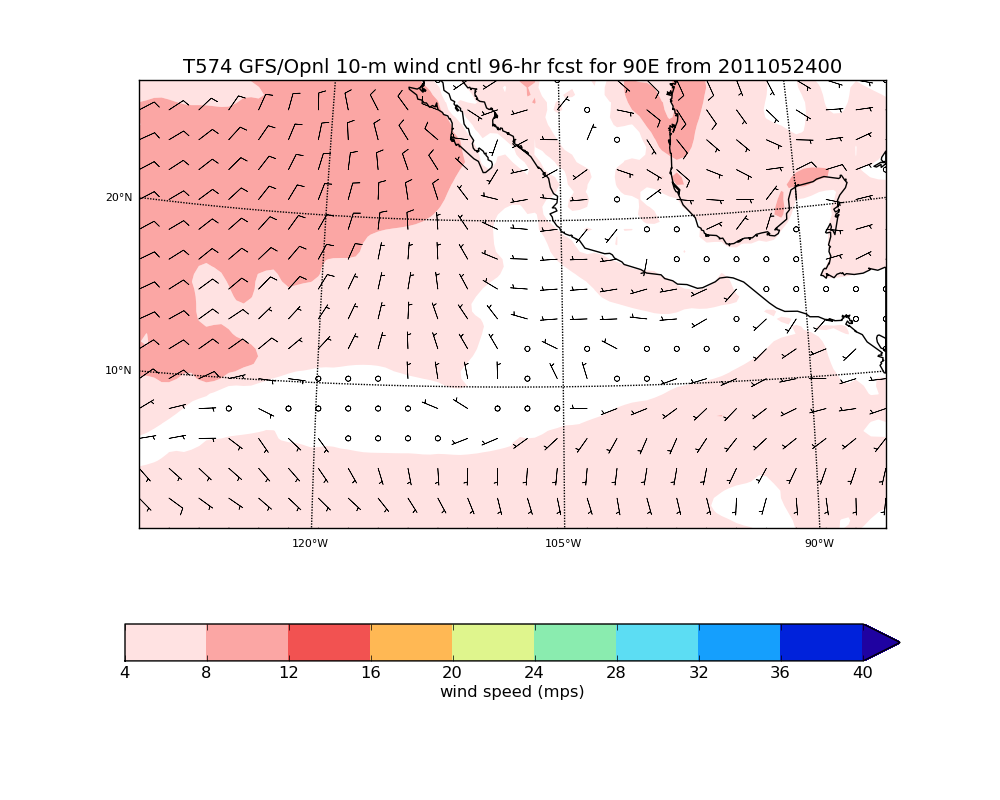 T574 GFS/Opnl 10-m wind cntl 96-hr fcst for 90E from 2011052400
20°N
10°N
120°W 105°W 90°W
4 8 12 16 20 24 28 32 36 40
wind speed (mps)